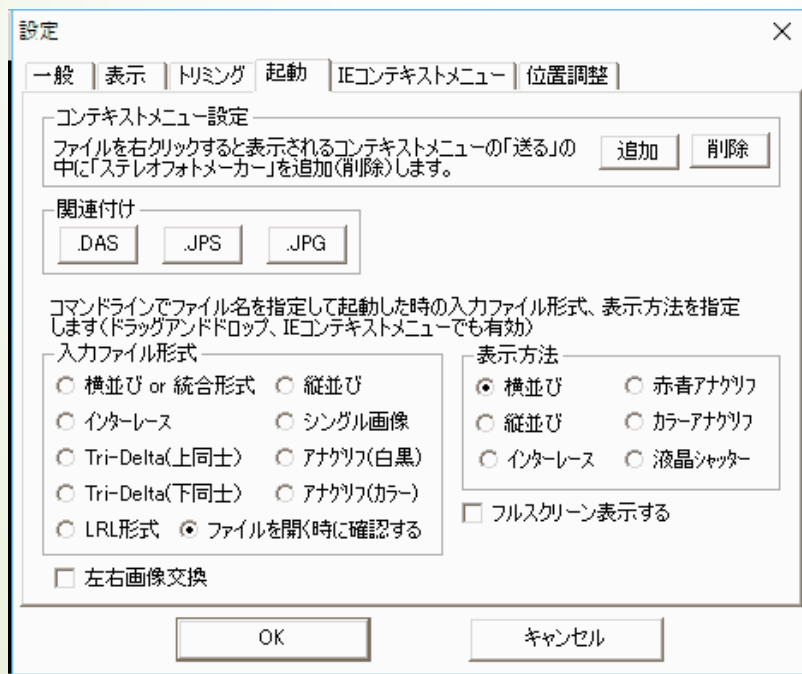 設定
一般 表示 トリミング 起動 IEコンテキストメニュー 位置調整
コンテキストメニュー設定
ファイルを右クリックすると表示されるコンテキストメニューの「送る」の
中に「ステレオフォトメーカー」を追加(削除)します。
追加 削除
関連付け
.DAS .JPS .JPG
コマンドラインでファイル名を指定して起動した時の入力ファイル形式、表示方法を指定
します(ドラッグアンドドロップ、IEコンテキストメニューでも有効)
入力ファイル形式
横並び or 統合形式 縦並び
インターレース シングル画像
Tri-Delta(上同士) アナグリフ(白黒)
Tri-Delta(下同士) アナグリフ(カラー)
LRL形式 ファイルを開く時に確認する
表示方法
横並び 赤青アナグリフ
縦並び カラーアナグリフ
インターレース 液晶シャッター
フルスクリーン表示する
左右画像交換
OK キャンセル